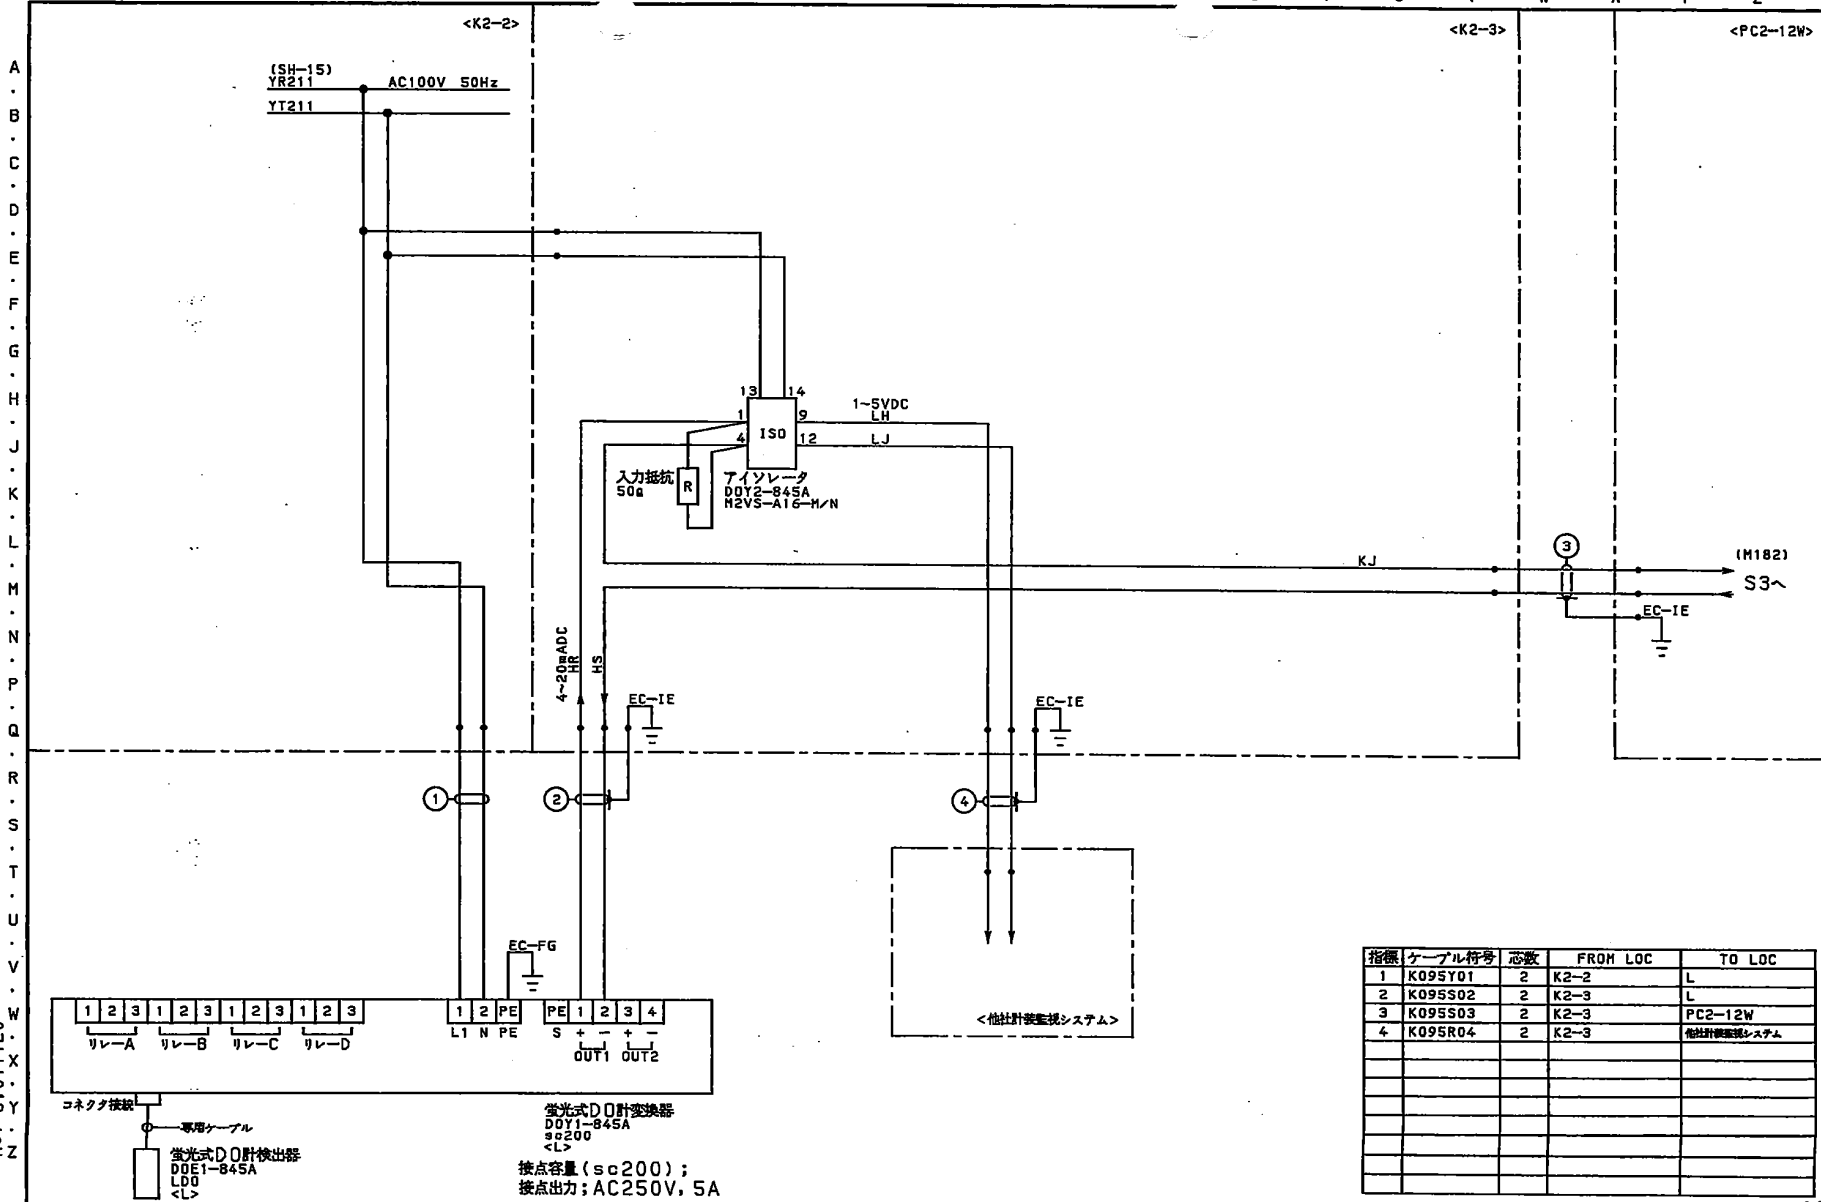 <K2-2>
<K2-3>
<PC2-12W>
A
B
C
D
E
F
G
H
J
K
L
M
N
P
Q
R
S
T
U
V
W
X
Y
Z
(SH-15)
YR211
AC100V 50Hz
YT211
13
14
1
9
1~5VDC
LH
ISO
4
12
LJ
入力抵抗
50Ω
R
アイソレータ
DOY2-845A
M2VS-A16-M/N
KJ
3
(M182)
S3へ
EC-IE
4~20mADC
HR
HS
EC-IE
EC-IE
1
2
4
EC-FG
<他社計装監視システム>
1 2 3 1 2 3 1 2 3 1 2 3
リレーA リレーB リレーC リレーD
1 2 PE
L1 N PE
PE 1 2 3 4
S + - + -
OUT1 OUT2
コネクタ接続
専用ケーブル
蛍光式DO計検出器
DOE1-845A
LDO
<L>
蛍光式DO計変換器
DOY1-845A
sc200
<L>
接点容量(sc200);
接点出力;AC250V,5A
指標 ケーブル符号 芯数 FROM LOC TO LOC
1 K095Y01 2 K2-2 L
2 K095S02 2 K2-3 L
3 K095S03 2 K2-3 PC2-12W
4 K095R04 2 K2-3 他社計装監視システム